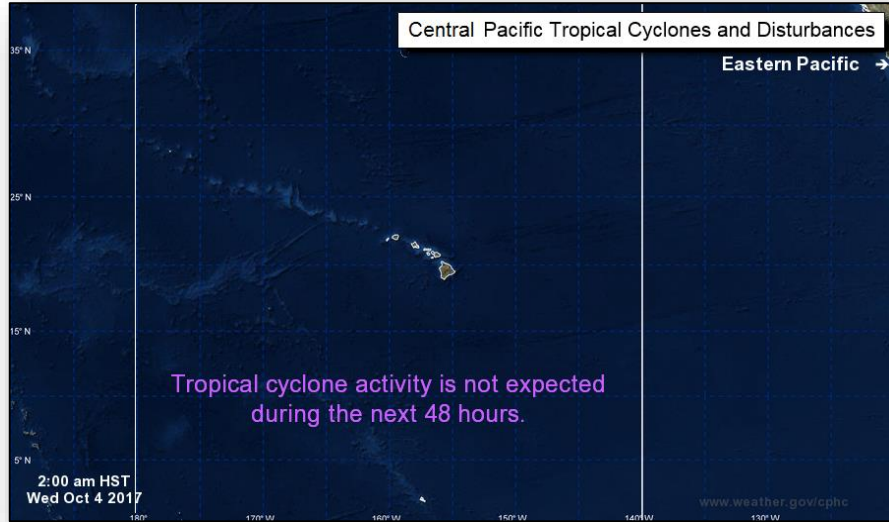 Central Pacific Tropical Cyclones and Disturbances
35° N
Eastern Pacific →
25° N
15° N
Tropical cyclone activity is not expected
during the next 48 hours.
5° N
2:00 am HST
Wed Oct 4 2017
www.weather.gov/cphc
180° 170° W 160° W 150° W 140° W 130° W